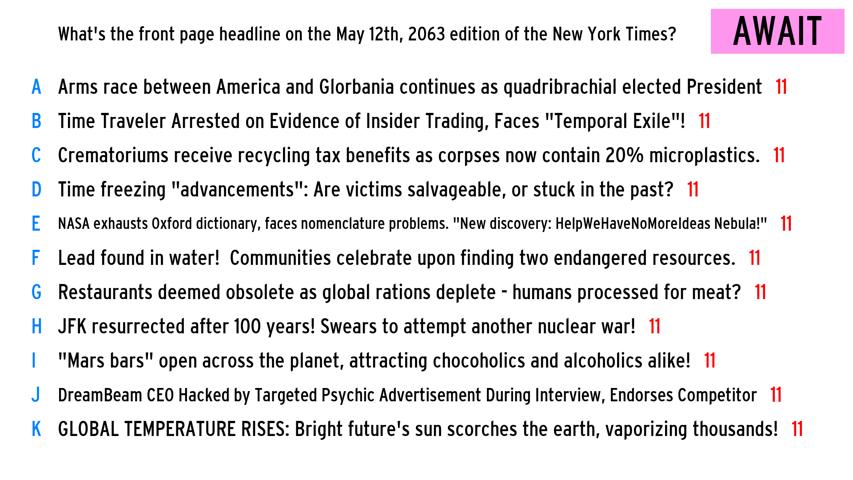 What's the front page headline on the May 12th, 2063 edition of the New York Times?
AWAIT
A Arms race between America and Glorbania continues as quadribrachial elected President 11
B Time Traveler Arrested on Evidence of Insider Trading, Faces "Temporal Exile"! 11
C Crematoriums receive recycling tax benefits as corpses now contain 20% microplastics. 11
D Time freezing "advancements": Are victims salvageable, or stuck in the past? 11
E NASA exhausts Oxford dictionary, faces nomenclature problems. "New discovery: HelpWeHaveNoMoreIdeas Nebula!" 11
F Lead found in water!  Communities celebrate upon finding two endangered resources. 11
G Restaurants deemed obsolete as global rations deplete - humans processed for meat? 11
H JFK resurrected after 100 years! Swears to attempt another nuclear war! 11
I "Mars bars" open across the planet, attracting chocoholics and alcoholics alike! 11
J DreamBeam CEO Hacked by Targeted Psychic Advertisement During Interview, Endorses Competitor 11
K GLOBAL TEMPERATURE RISES: Bright future's sun scorches the earth, vaporizing thousands! 11